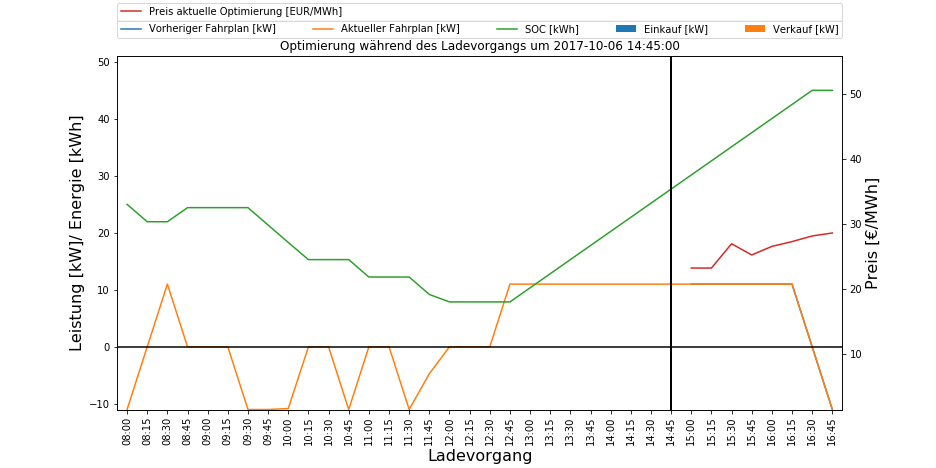 Preis aktuelle Optimierung [EUR/MWh]
Vorheriger Fahrplan [kW] Aktueller Fahrplan [kW] SOC [kWh] Einkauf [kW] Verkauf [kW]
Optimierung während des Ladevorgangs um 2017-10-06 14:45:00
Leistung [kW]/ Energie [kWh]
50
40
30
20
10
0
−10
50
40
30
20
10
Preis [€/MWh]
08:00 08:15 08:30 08:45 09:00 09:15 09:30 09:45 10:00 10:15 10:30 10:45 11:00 11:15 11:30 11:45 12:00 12:15 12:30 12:45 13:00 13:15 13:30 13:45 14:00 14:15 14:30 14:45 15:00 15:15 15:30 15:45 16:00 16:15 16:30 16:45
Ladevorgang